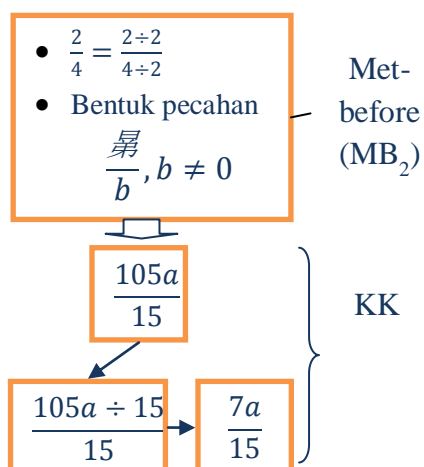 • 2/4 = 2÷2/4÷2
• Bentuk pecahan
𝑎/b, b ≠ 0
Met-
before
(MB₂)
105a/15
KK
105a ÷ 15/15
7a/15